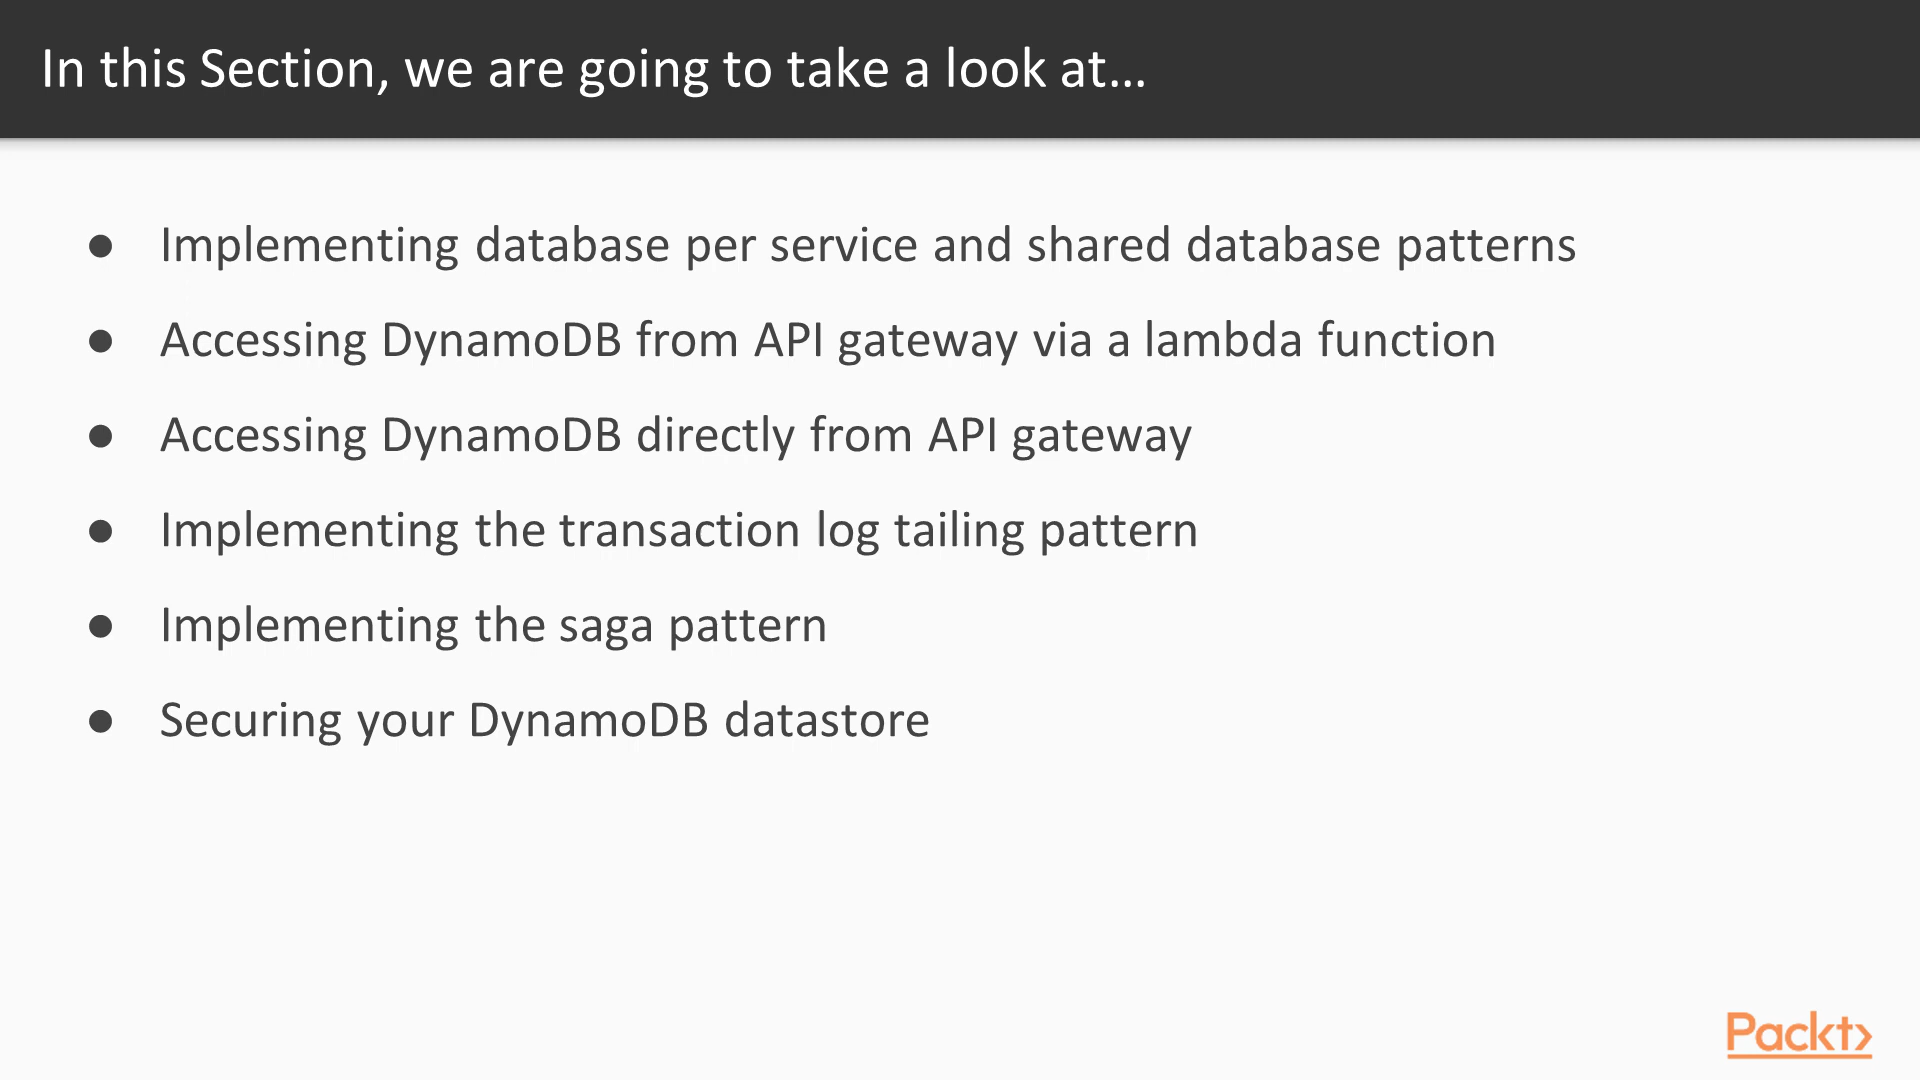 In this Section, we are going to take a look at...
● Implementing database per service and shared database patterns
● Accessing DynamoDB from API gateway via a lambda function
● Accessing DynamoDB directly from API gateway
● Implementing the transaction log tailing pattern
● Implementing the saga pattern
● Securing your DynamoDB datastore
Packt>